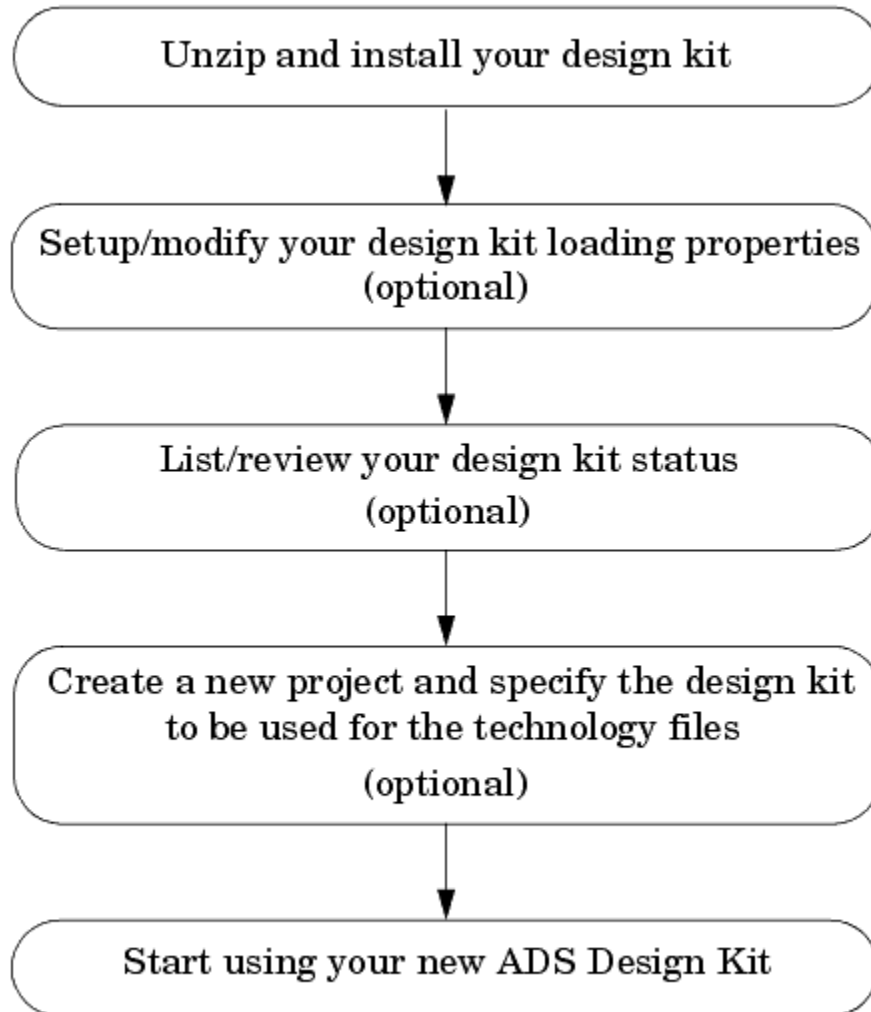 Unzip and install your design kit
Setup/modify your design kit loading properties
(optional)
List/review your design kit status
(optional)
Create a new project and specify the design kit
to be used for the technology files
(optional)
Start using your new ADS Design Kit